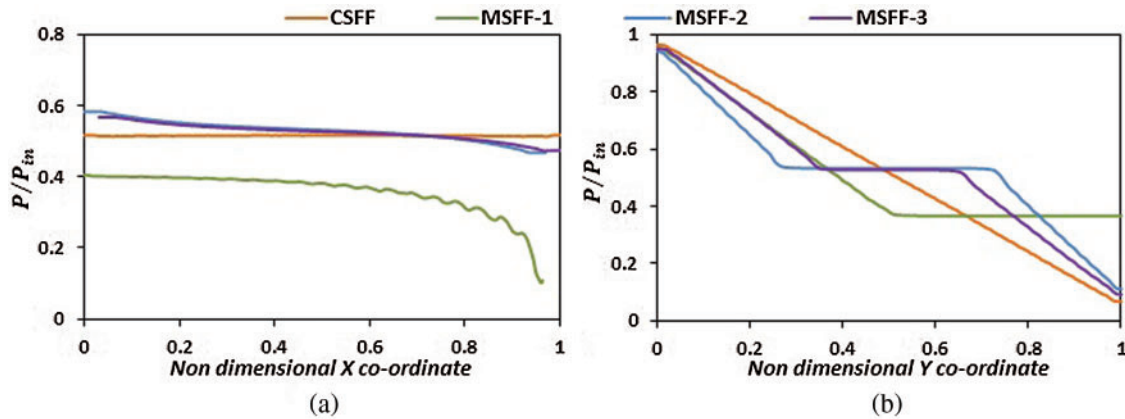 CSFF MSFF-1 MSFF-2 MSFF-3
0.8
0.6
0.4
0.2
0
P/P_in
0 0.2 0.4 0.6 0.8 1
Non dimensional X co-ordinate
(a)
1
0.8
0.6
0.4
0.2
0
P/P_in
0 0.2 0.4 0.6 0.8 1
Non dimensional Y co-ordinate
(b)